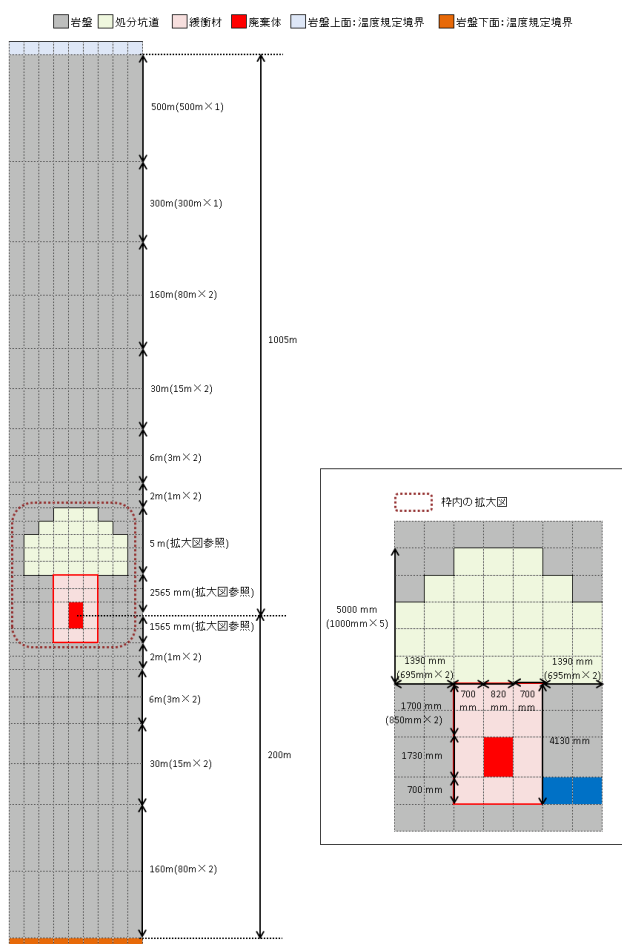 岩盤 処分坑道 緩衝材 廃棄体 岩盤上面:温度規定境界 岩盤下面:温度規定境界
500m(500m×1)
300m(300m×1)
160m(80m×2)
1005m
30m(15m×2)
6m(3m×2)
2m(1m×2)
5 m(拡大図参照)
2565 mm(拡大図参照)
1565 mm(拡大図参照)
2m(1m×2)
6m(3m×2)
200m
30m(15m×2)
160m(80m×2)
枠内の拡大図
5000 mm
(1000mm×5)
1390 mm
(695mm×2)
1390 mm
(695mm×2)
700
mm
820
mm
700
mm
1700 mm
(850mm×2)
4130 mm
1730 mm
700 mm